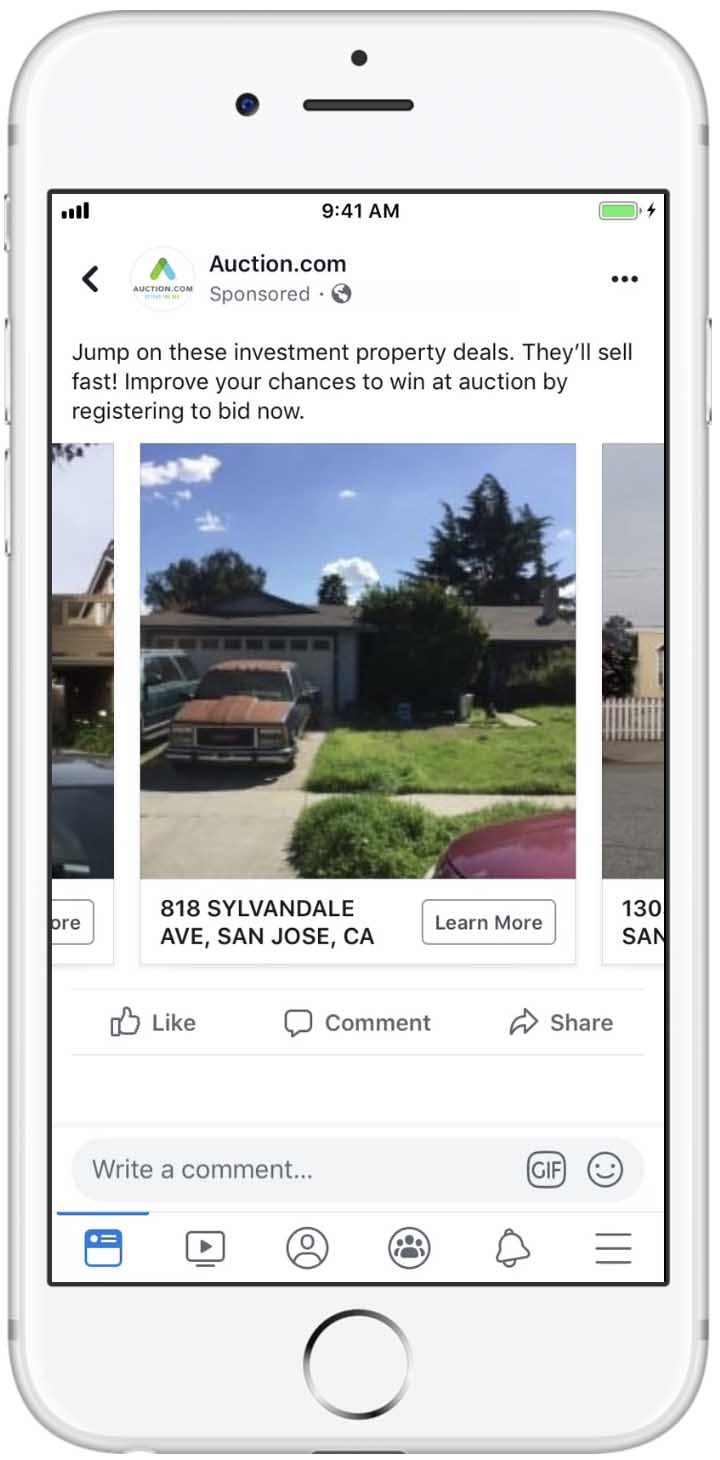 9:41 AM
Auction.com
AUCTION.COM
Sponsored ·
Jump on these investment property deals. They’ll sell
fast! Improve your chances to win at auction by
registering to bid now.
ore
818 SYLVANDALE
AVE, SAN JOSE, CA
Learn More
130
SAN
Like
Comment
Share
Write a comment...
GIF